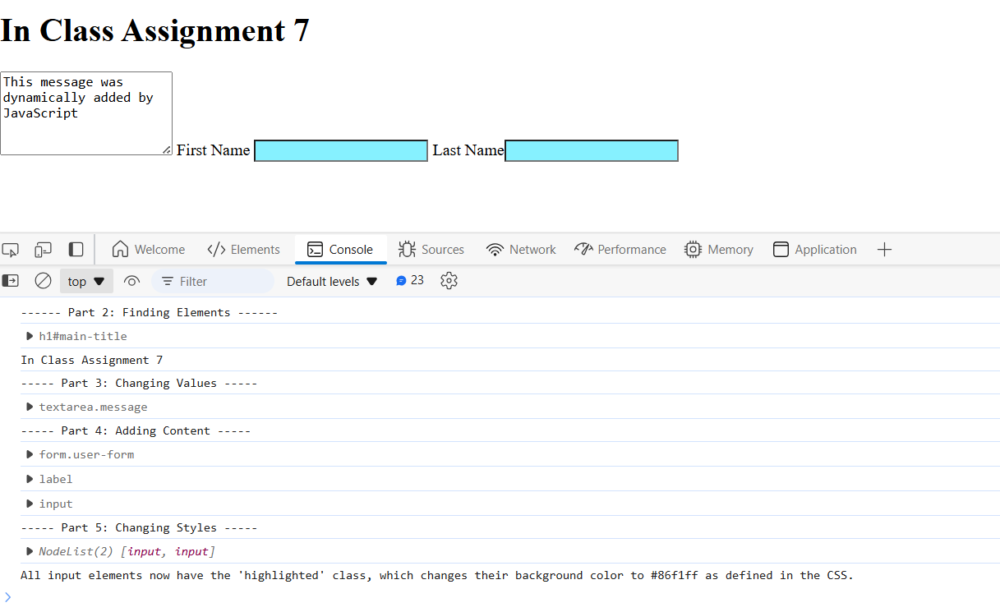 In Class Assignment 7
This message was
dynamically added by
JavaScript
First Name Last Name
Welcome Elements Console Sources Network Performance Memory Application
top Filter Default levels 23
------ Part 2: Finding Elements ------
h1#main-title
In Class Assignment 7
----- Part 3: Changing Values -----
textarea.message
----- Part 4: Adding Content -----
form.user-form
label
input
----- Part 5: Changing Styles -----
NodeList(2) [input, input]
All input elements now have the 'highlighted' class, which changes their background color to #86f1ff as defined in the CSS.